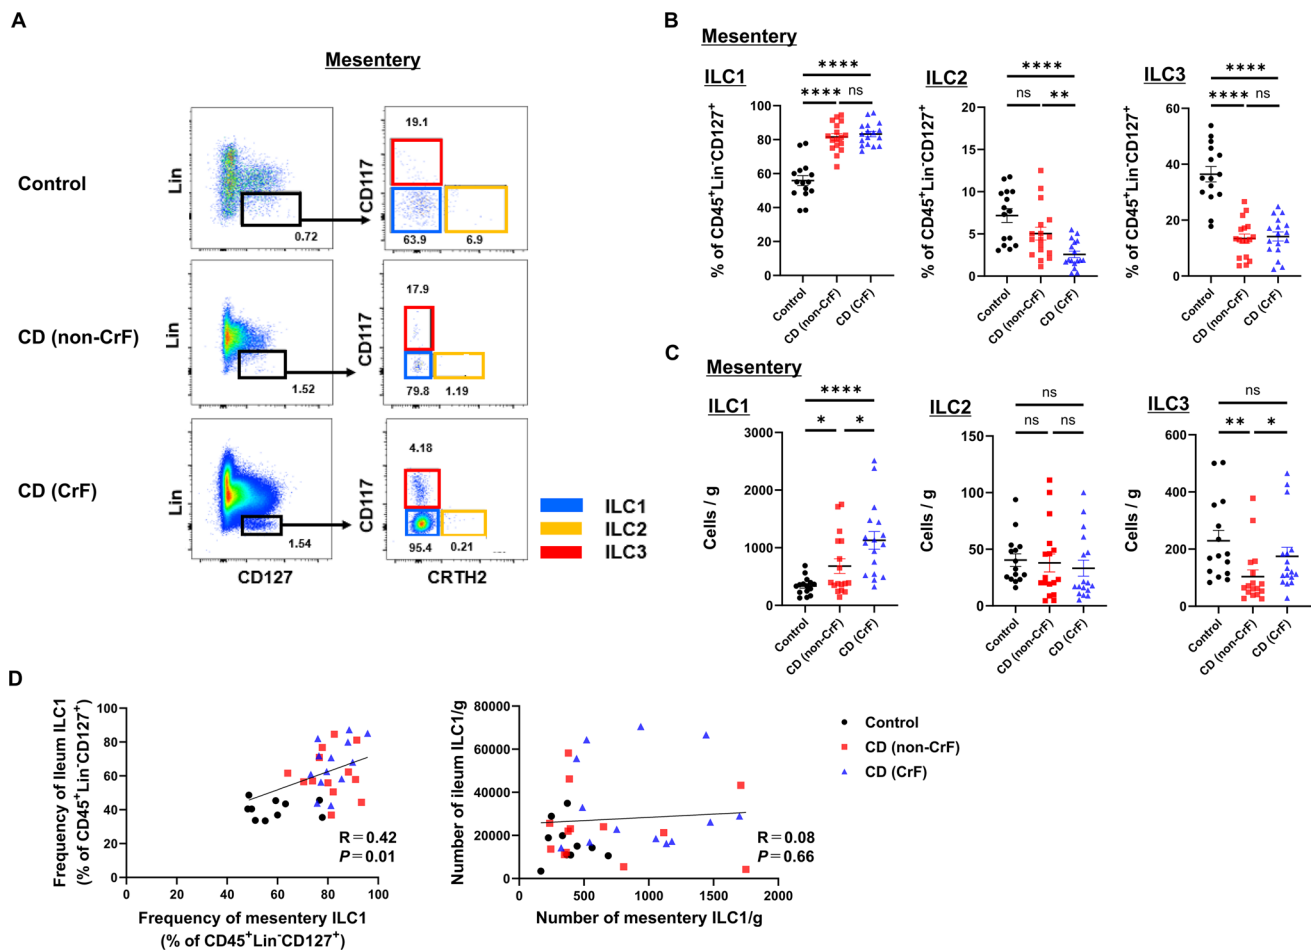 A
Mesentery
Control
Lin
0.72
CD117
19.1
63.9
6.9
CD (non-CrF)
Lin
1.52
CD117
17.9
79.8
1.19
CD (CrF)
Lin
1.54
CD117
4.18
95.4
0.21
CD127
CRTH2
ILC1
ILC2
ILC3
B
Mesentery
ILC1
% of CD45+Lin-CD127+
100
80
60
40
20
0
****
****
ns
Control
CD (non-CrF)
CD (CrF)
ILC2
% of CD45+Lin-CD127+
20
15
10
5
0
****
ns
**
Control
CD (non-CrF)
CD (CrF)
ILC3
% of CD45+Lin-CD127+
60
40
20
0
****
****
ns
Control
CD (non-CrF)
CD (CrF)
C
Mesentery
ILC1
Cells / g
3000
2000
1000
0
****
*
*
Control
CD (non-CrF)
CD (CrF)
ILC2
Cells / g
150
100
50
0
ns
ns
ns
Control
CD (non-CrF)
CD (CrF)
ILC3
Cells / g
600
400
200
0
ns
**
*
Control
CD (non-CrF)
CD (CrF)
D
Frequency of Ileum ILC1
(% of CD45+Lin-CD127+)
100
80
60
40
20
0
R=0.42
P=0.01
0 20 40 60 80 100
Frequency of mesentery ILC1
(% of CD45+Lin-CD127+)
Number of ileum ILC1/g
80000
60000
40000
20000
0
R=0.08
P=0.66
0 500 1000 1500 2000
Number of mesentery ILC1/g
Control
CD (non-CrF)
CD (CrF)